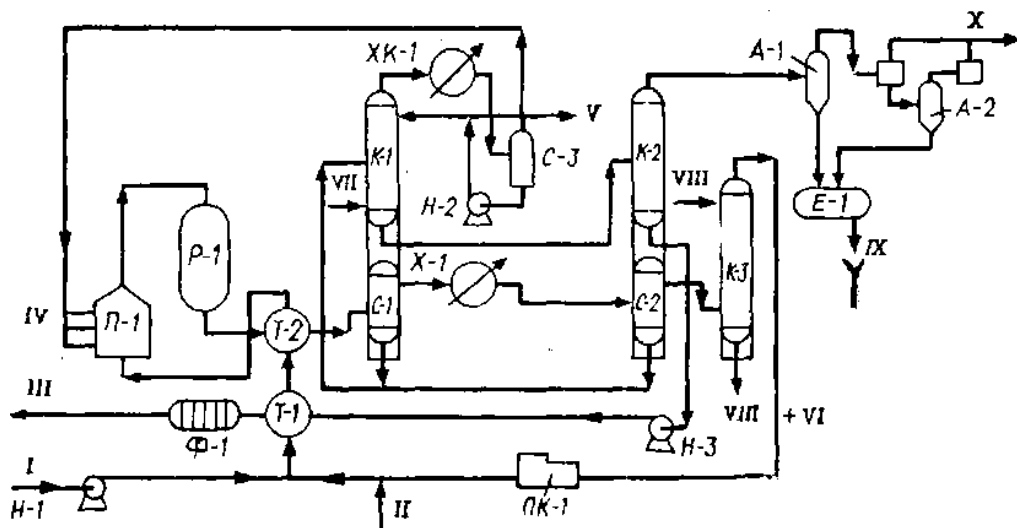 X
ХК-1
А-1
А-2
V
К-1
С-3
К-2
VII
VIII
Н-2
Е-1
Р-1
Х-1
К-3
IX
IV
П-1
Т-2
С-1
С-2
III
Т-1
VIII
+ VI
Ф-1
Н-3
I
Н-1
II
ПК-1